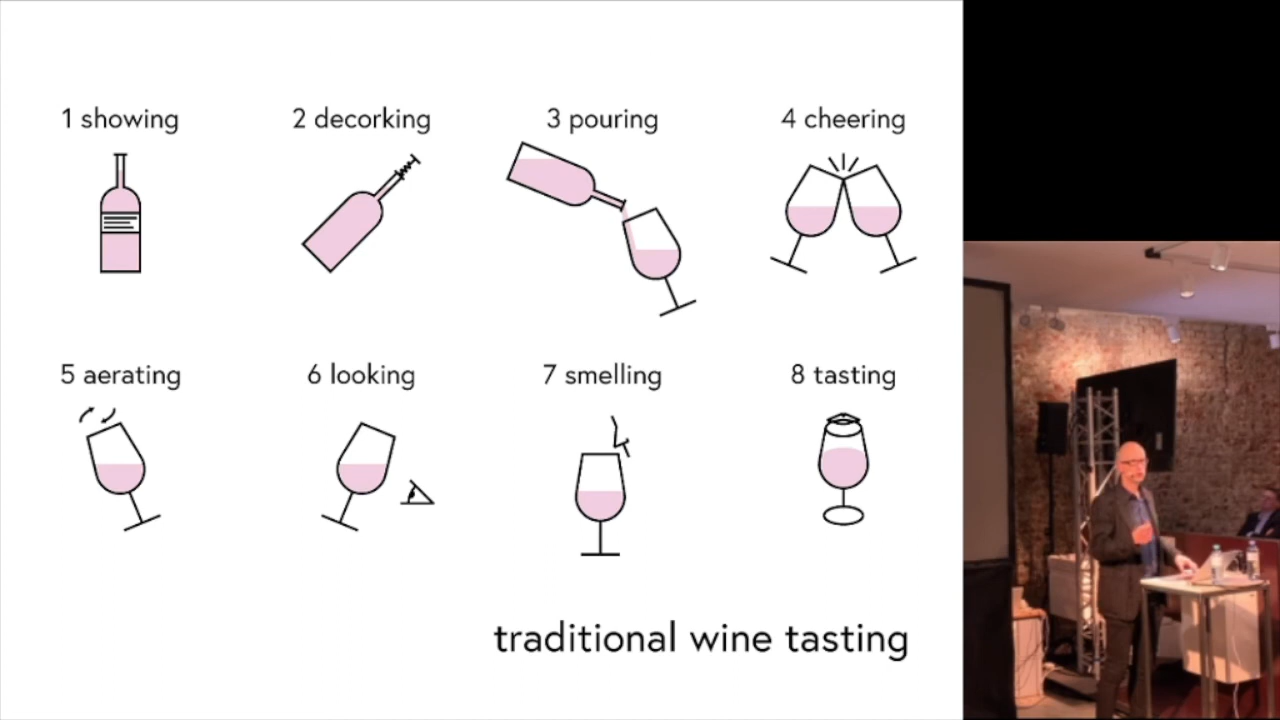 1 showing
2 decorking
3 pouring
4 cheering
5 aerating
6 looking
7 smelling
8 tasting
traditional wine tasting